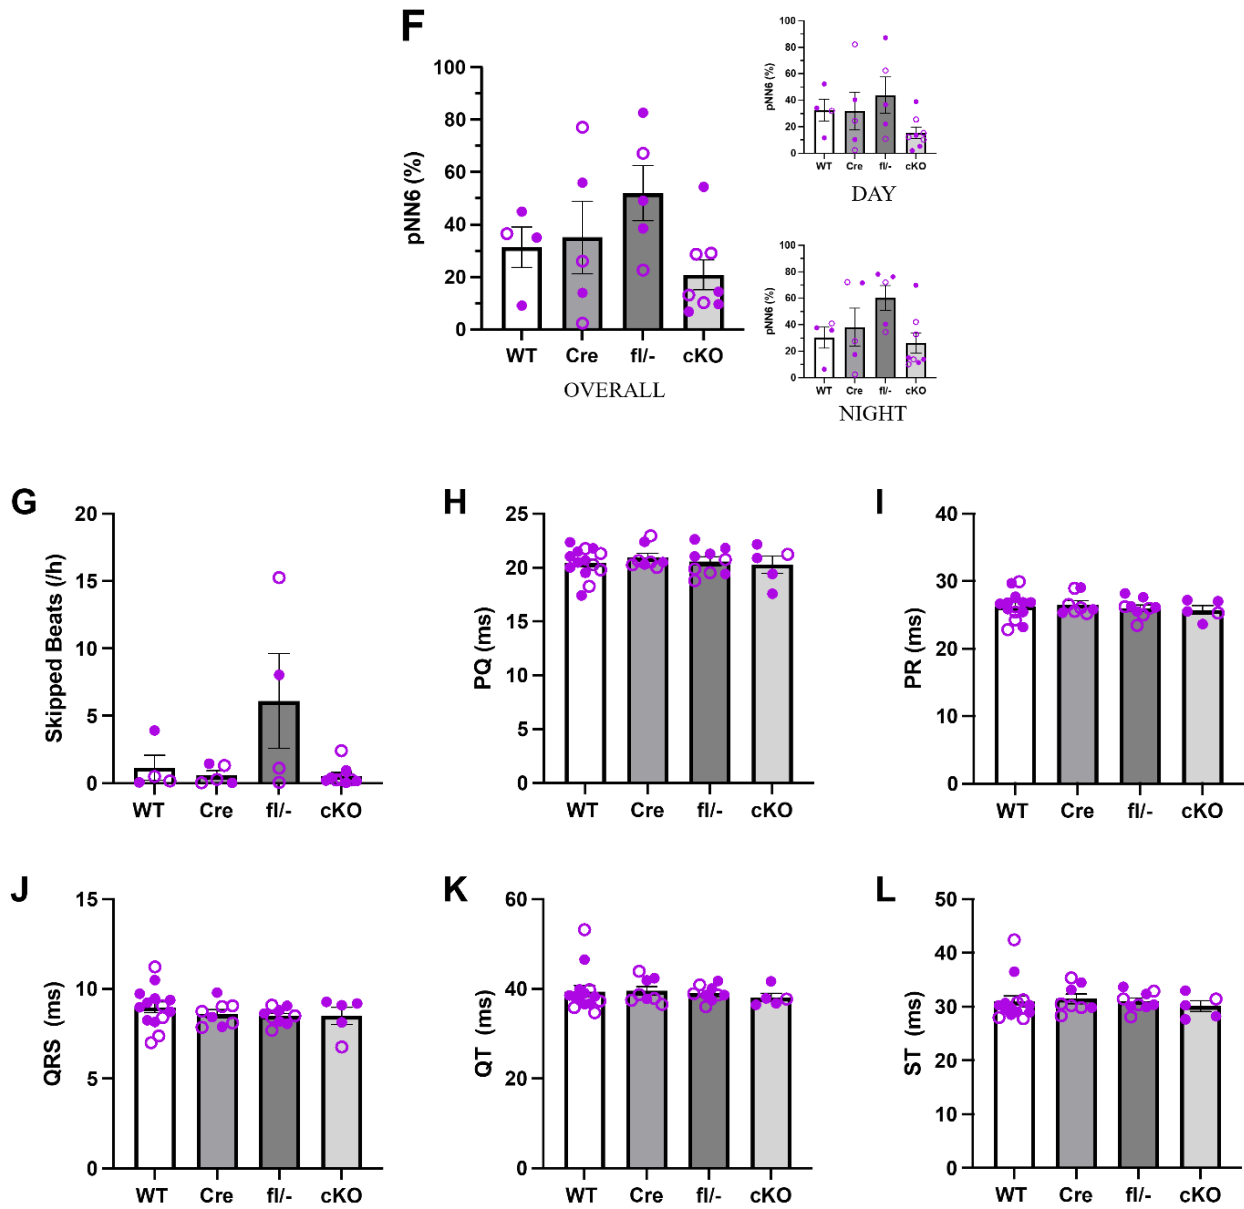 F
pNN6 (%)
100
80
60
40
20
0
WT Cre fl/- cKO
OVERALL
pNN6 (%)
100
80
60
40
20
0
WT Cre fl/- cKO
DAY
pNN6 (%)
100
80
60
40
20
0
WT Cre fl/- cKO
NIGHT
G
Skipped Beats (/h)
20
15
10
5
0
WT Cre fl/- cKO
H
PQ (ms)
25
20
15
10
5
0
WT Cre fl/- cKO
I
PR (ms)
40
30
20
10
0
WT Cre fl/- cKO
J
QRS (ms)
15
10
5
0
WT Cre fl/- cKO
K
QT (ms)
60
40
20
0
WT Cre fl/- cKO
L
ST (ms)
50
40
30
20
10
0
WT Cre fl/- cKO